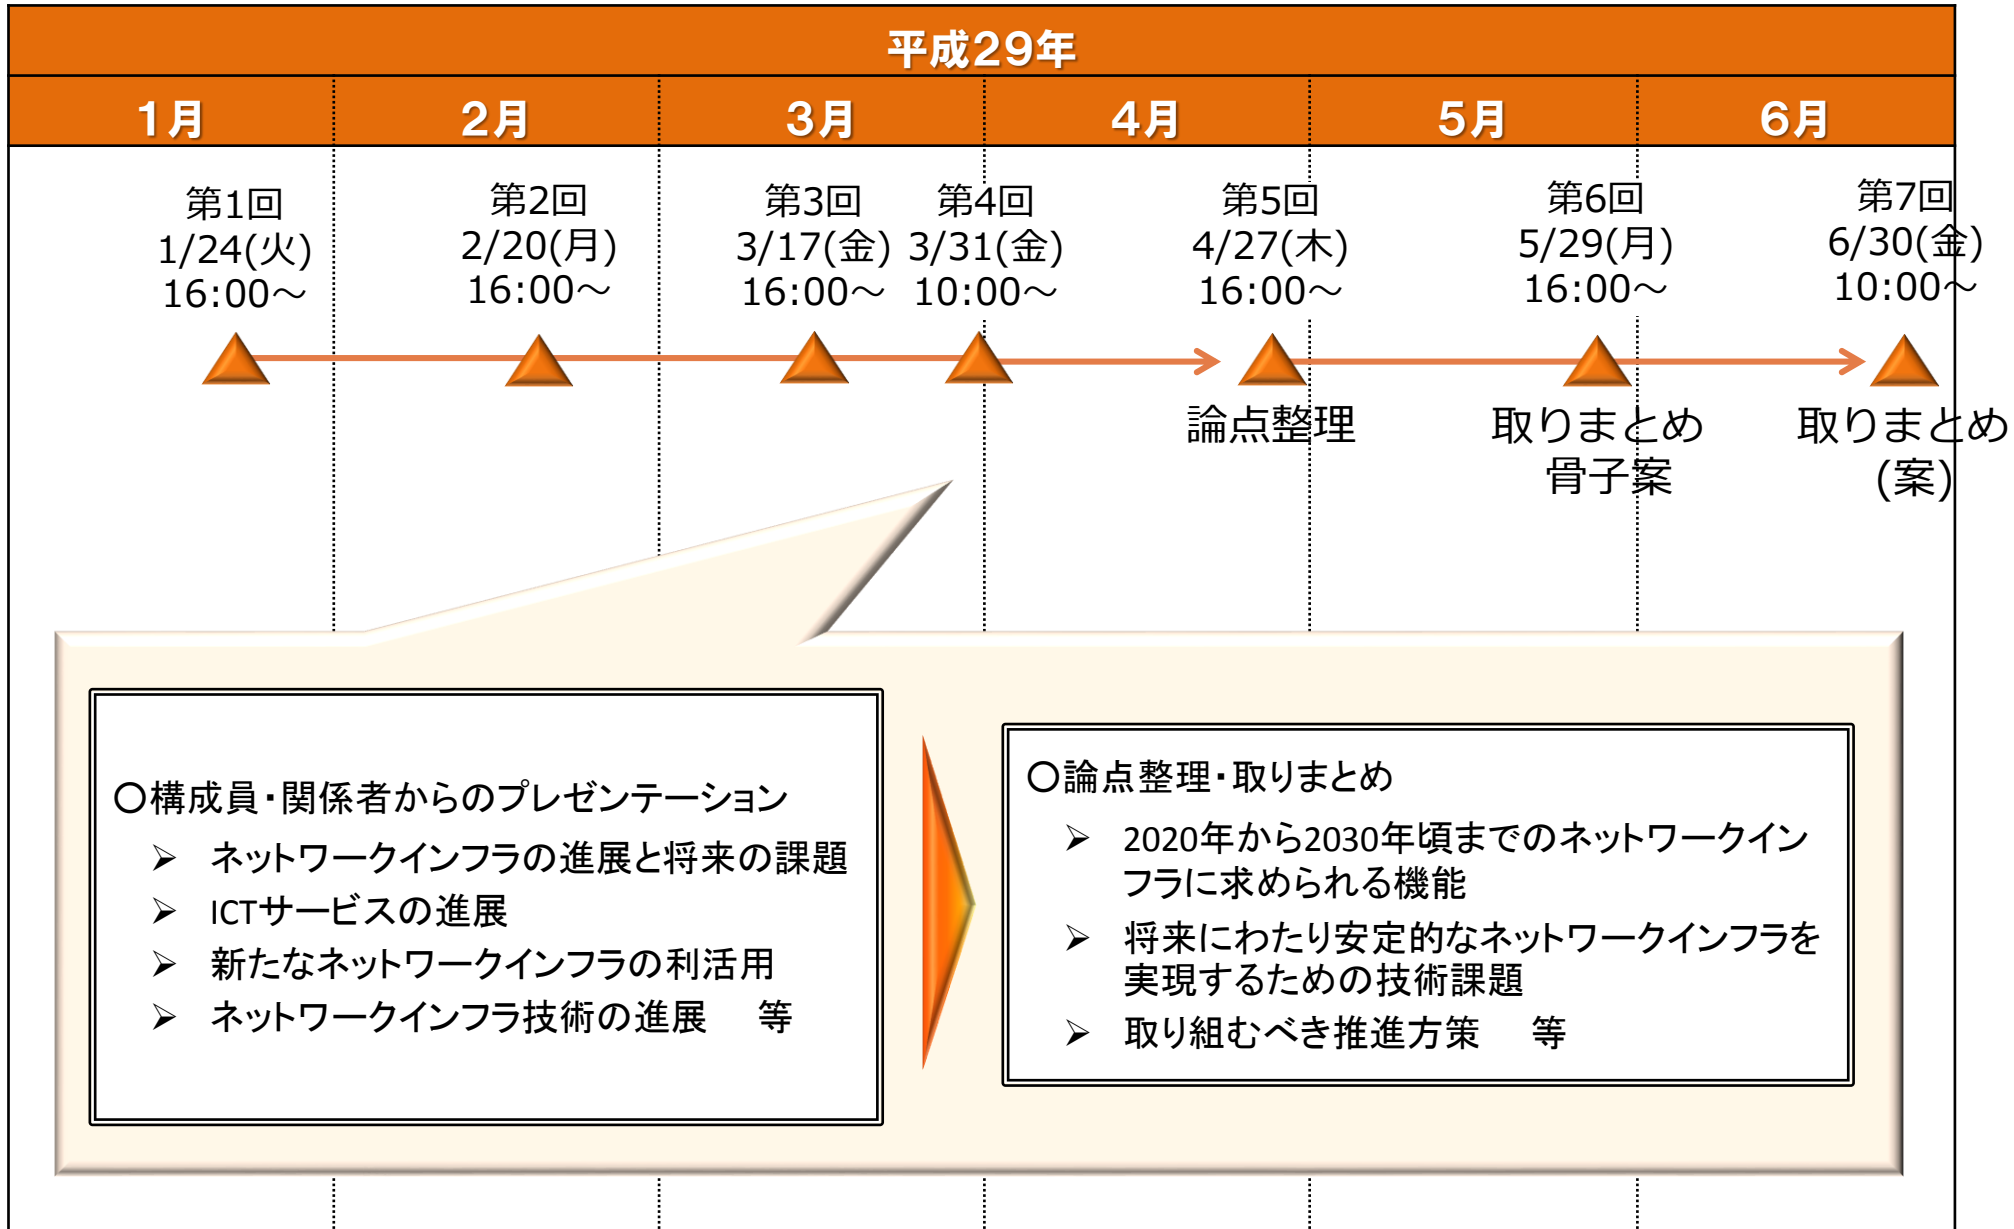 平成29年
1月
2月
3月
4月
5月
6月
第1回
1/24(火)
16:00～
第2回
2/20(月)
16:00～
第3回
3/17(金)
16:00～
第4回
3/31(金)
10:00～
第5回
4/27(木)
16:00～
第6回
5/29(月)
16:00～
第7回
6/30(金)
10:00～
論点整理
取りまとめ
骨子案
取りまとめ
(案)
〇構成員・関係者からのプレゼンテーション
➢ ネットワークインフラの進展と将来の課題
➢ ICTサービスの進展
➢ 新たなネットワークインフラの利活用
➢ ネットワークインフラ技術の進展　等
〇論点整理・取りまとめ
➢ 2020年から2030年頃までのネットワークイン
フラに求められる機能
➢ 将来にわたり安定的なネットワークインフラを
実現するための技術課題
➢ 取り組むべき推進方策　等